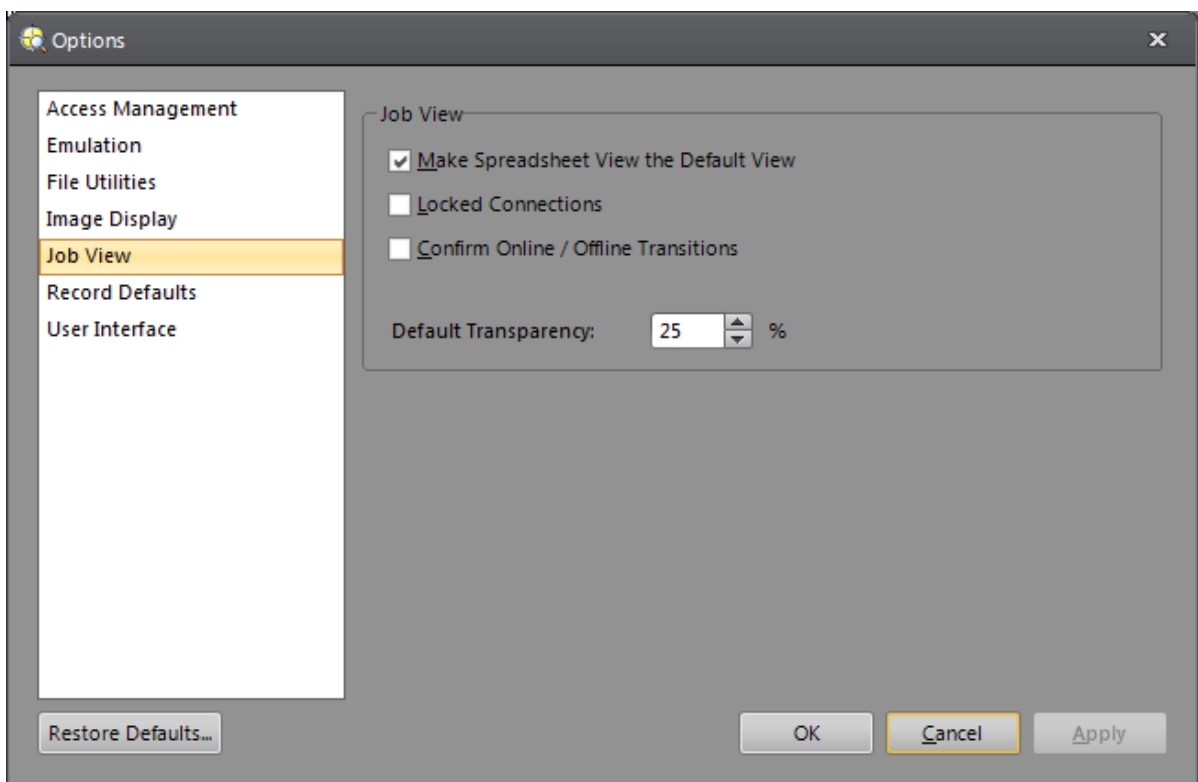 Options
Access Management
Emulation
File Utilities
Image Display
Job View
Record Defaults
User Interface
Job View
Make Spreadsheet View the Default View
Locked Connections
Confirm Online / Offline Transitions
Default Transparency: 25 %
Restore Defaults...
OK Cancel Apply